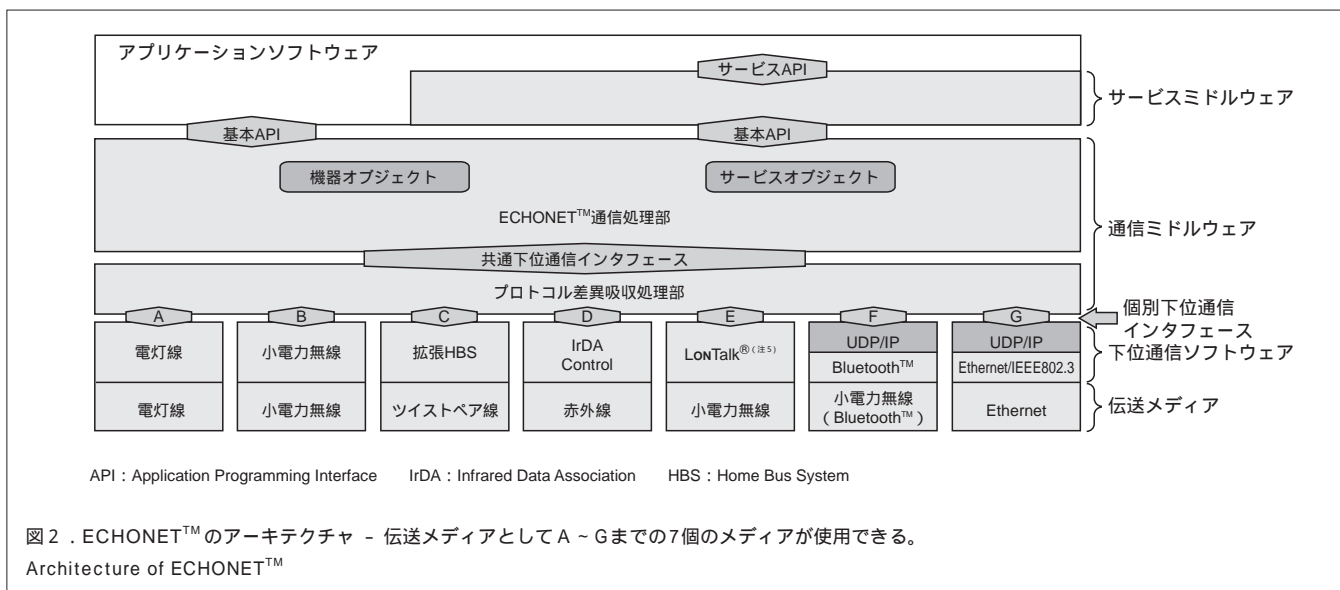 アプリケーションソフトウェア
サービスAPI
サービスミドルウェア
基本API
基本API
機器オブジェクト
サービスオブジェクト
ECHONET™通信処理部
通信ミドルウェア
共通下位通信インタフェース
プロトコル差異吸収処理部
A
B
C
D
E
F
G
個別下位通信
インタフェース
電灯線
小電力無線
拡張HBS
IrDA
Control
LONTalk®(注5)
UDP/IP
Bluetooth™
UDP/IP
Ethernet/IEEE802.3
下位通信ソフトウェア
電灯線
小電力無線
ツイストペア線
赤外線
小電力無線
小電力無線
(Bluetooth™)
Ethernet
伝送メディア
API:Application Programming Interface IrDA:Infrared Data Association HBS:Home Bus System
図2.ECHONET™のアーキテクチャ - 伝送メディアとしてA~Gまでの7個のメディアが使用できる。
Architecture of ECHONET™